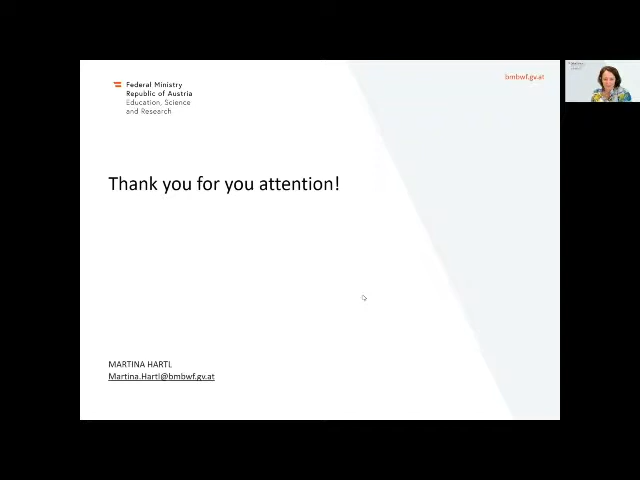 Federal Ministry
Republic of Austria
Education, Science
and Research
bmbwf.gv.at
Thank you for you attention!
MARTINA HARTL
Martina.Hartl@bmbwf.gv.at